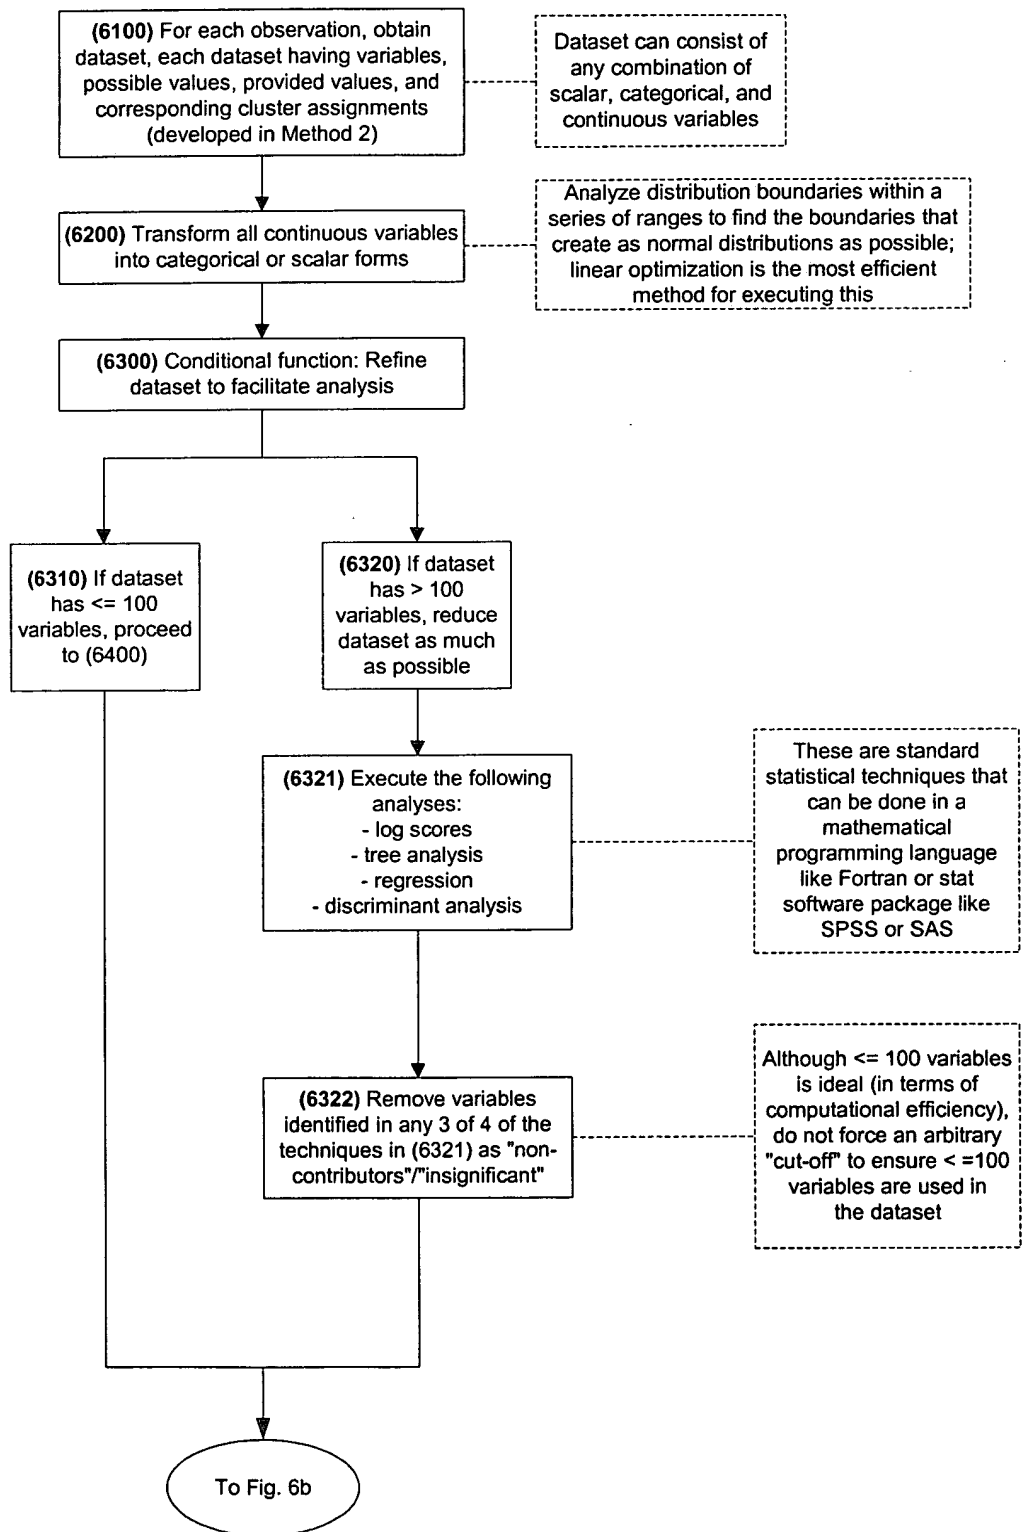 (6100) For each observation, obtain
dataset, each dataset having variables,
possible values, provided values, and
corresponding cluster assignments
(developed in Method 2)
Dataset can consist of
any combination of
scalar, categorical, and
continuous variables
(6200) Transform all continuous variables
into categorical or scalar forms
Analyze distribution boundaries within a
series of ranges to find the boundaries that
create as normal distributions as possible;
linear optimization is the most efficient
method for executing this
(6300) Conditional function: Refine
dataset to facilitate analysis
(6310) If dataset
has <= 100
variables, proceed
to (6400)
(6320) If dataset
has > 100
variables, reduce
dataset as much
as possible
(6321) Execute the following
analyses:
- log scores
- tree analysis
- regression
- discriminant analysis
These are standard
statistical techniques that
can be done in a
mathematical
programming language
like Fortran or stat
software package like
SPSS or SAS
(6322) Remove variables
identified in any 3 of 4 of the
techniques in (6321) as "non-
contributors"/"insignificant"
Although <= 100 variables
is ideal (in terms of
computational efficiency),
do not force an arbitrary
"cut-off" to ensure < =100
variables are used in
the dataset
To Fig. 6b